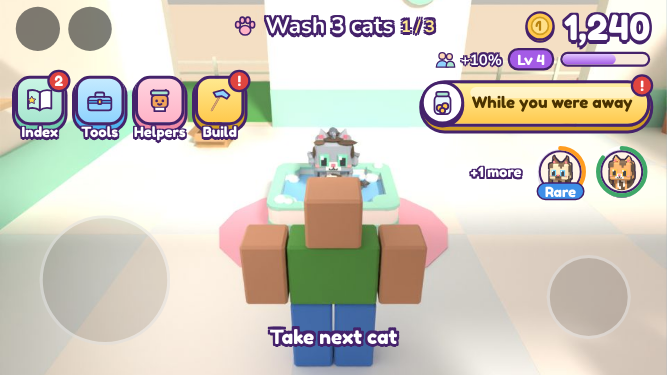 Wash 3 cats 1/3
1
1,240
+10% Lv 4
2
!
Index
Tools
Helpers
Build
!
While you were away
+1 more
Rare
Take next cat